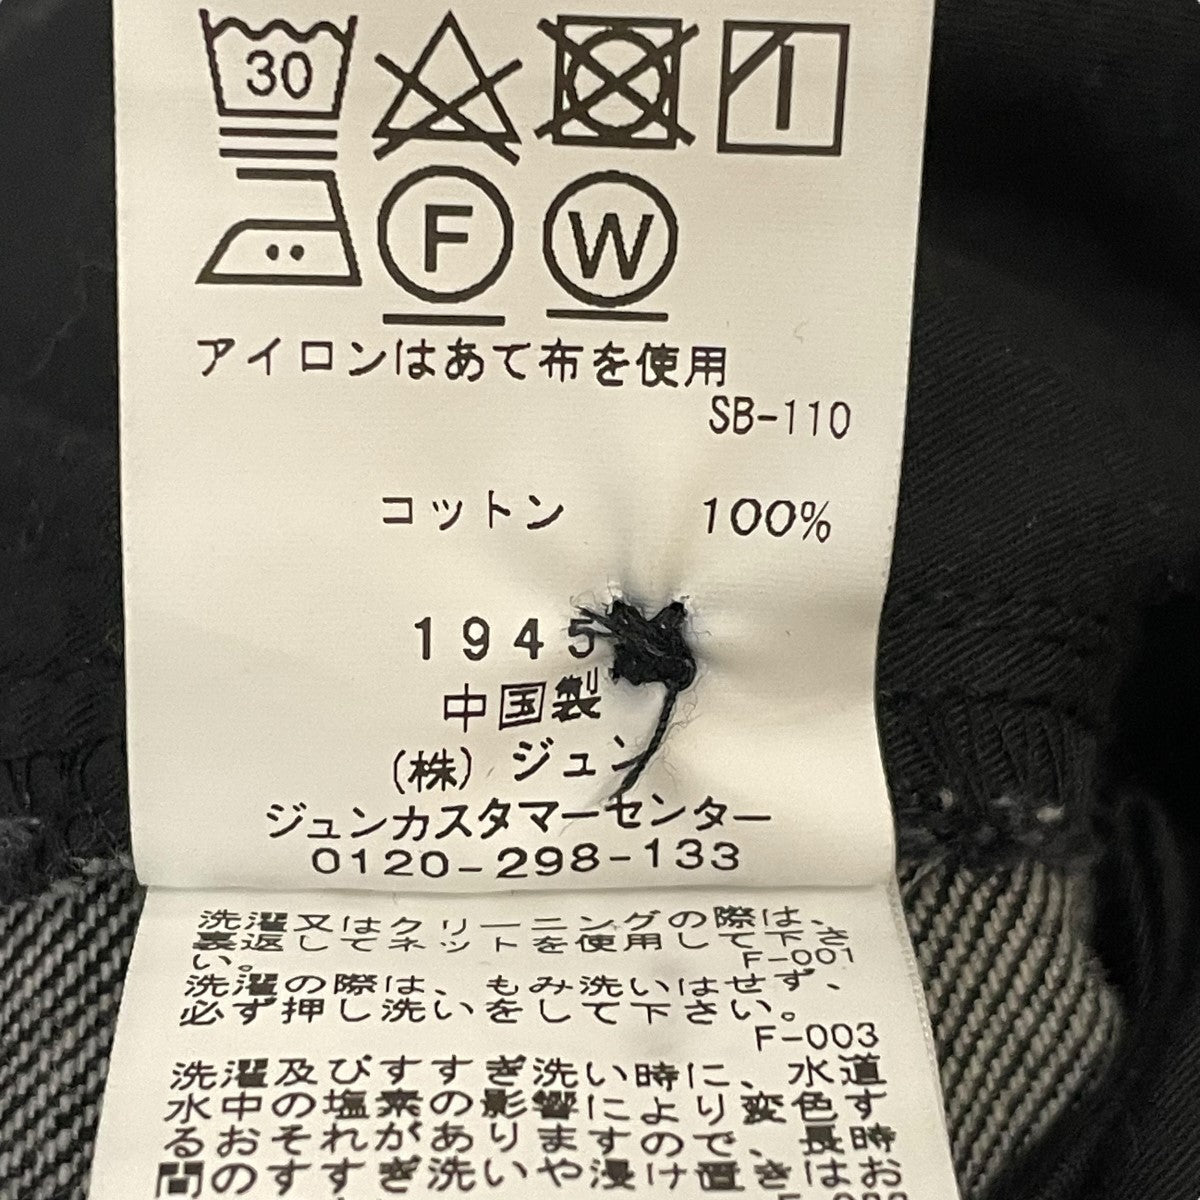 30
F W
アイロンはあて布を使用
SB-110
コットン 100%
1945
中国製
(株) ジュン
ジュンカスタマーセンター
0120-298-133
洗濯又はクリーニングの際は、
裏返してネットを使用して下さ
い。 F-001
洗濯の際は、もみ洗いはせず、
必ず押し洗いをして下さい。
F-003
洗濯及びすすぎ洗い時に、水道
水中の塩素の影響により変色す
るおそれがありますので、長時
間のすすぎ洗いや浸け置きはお